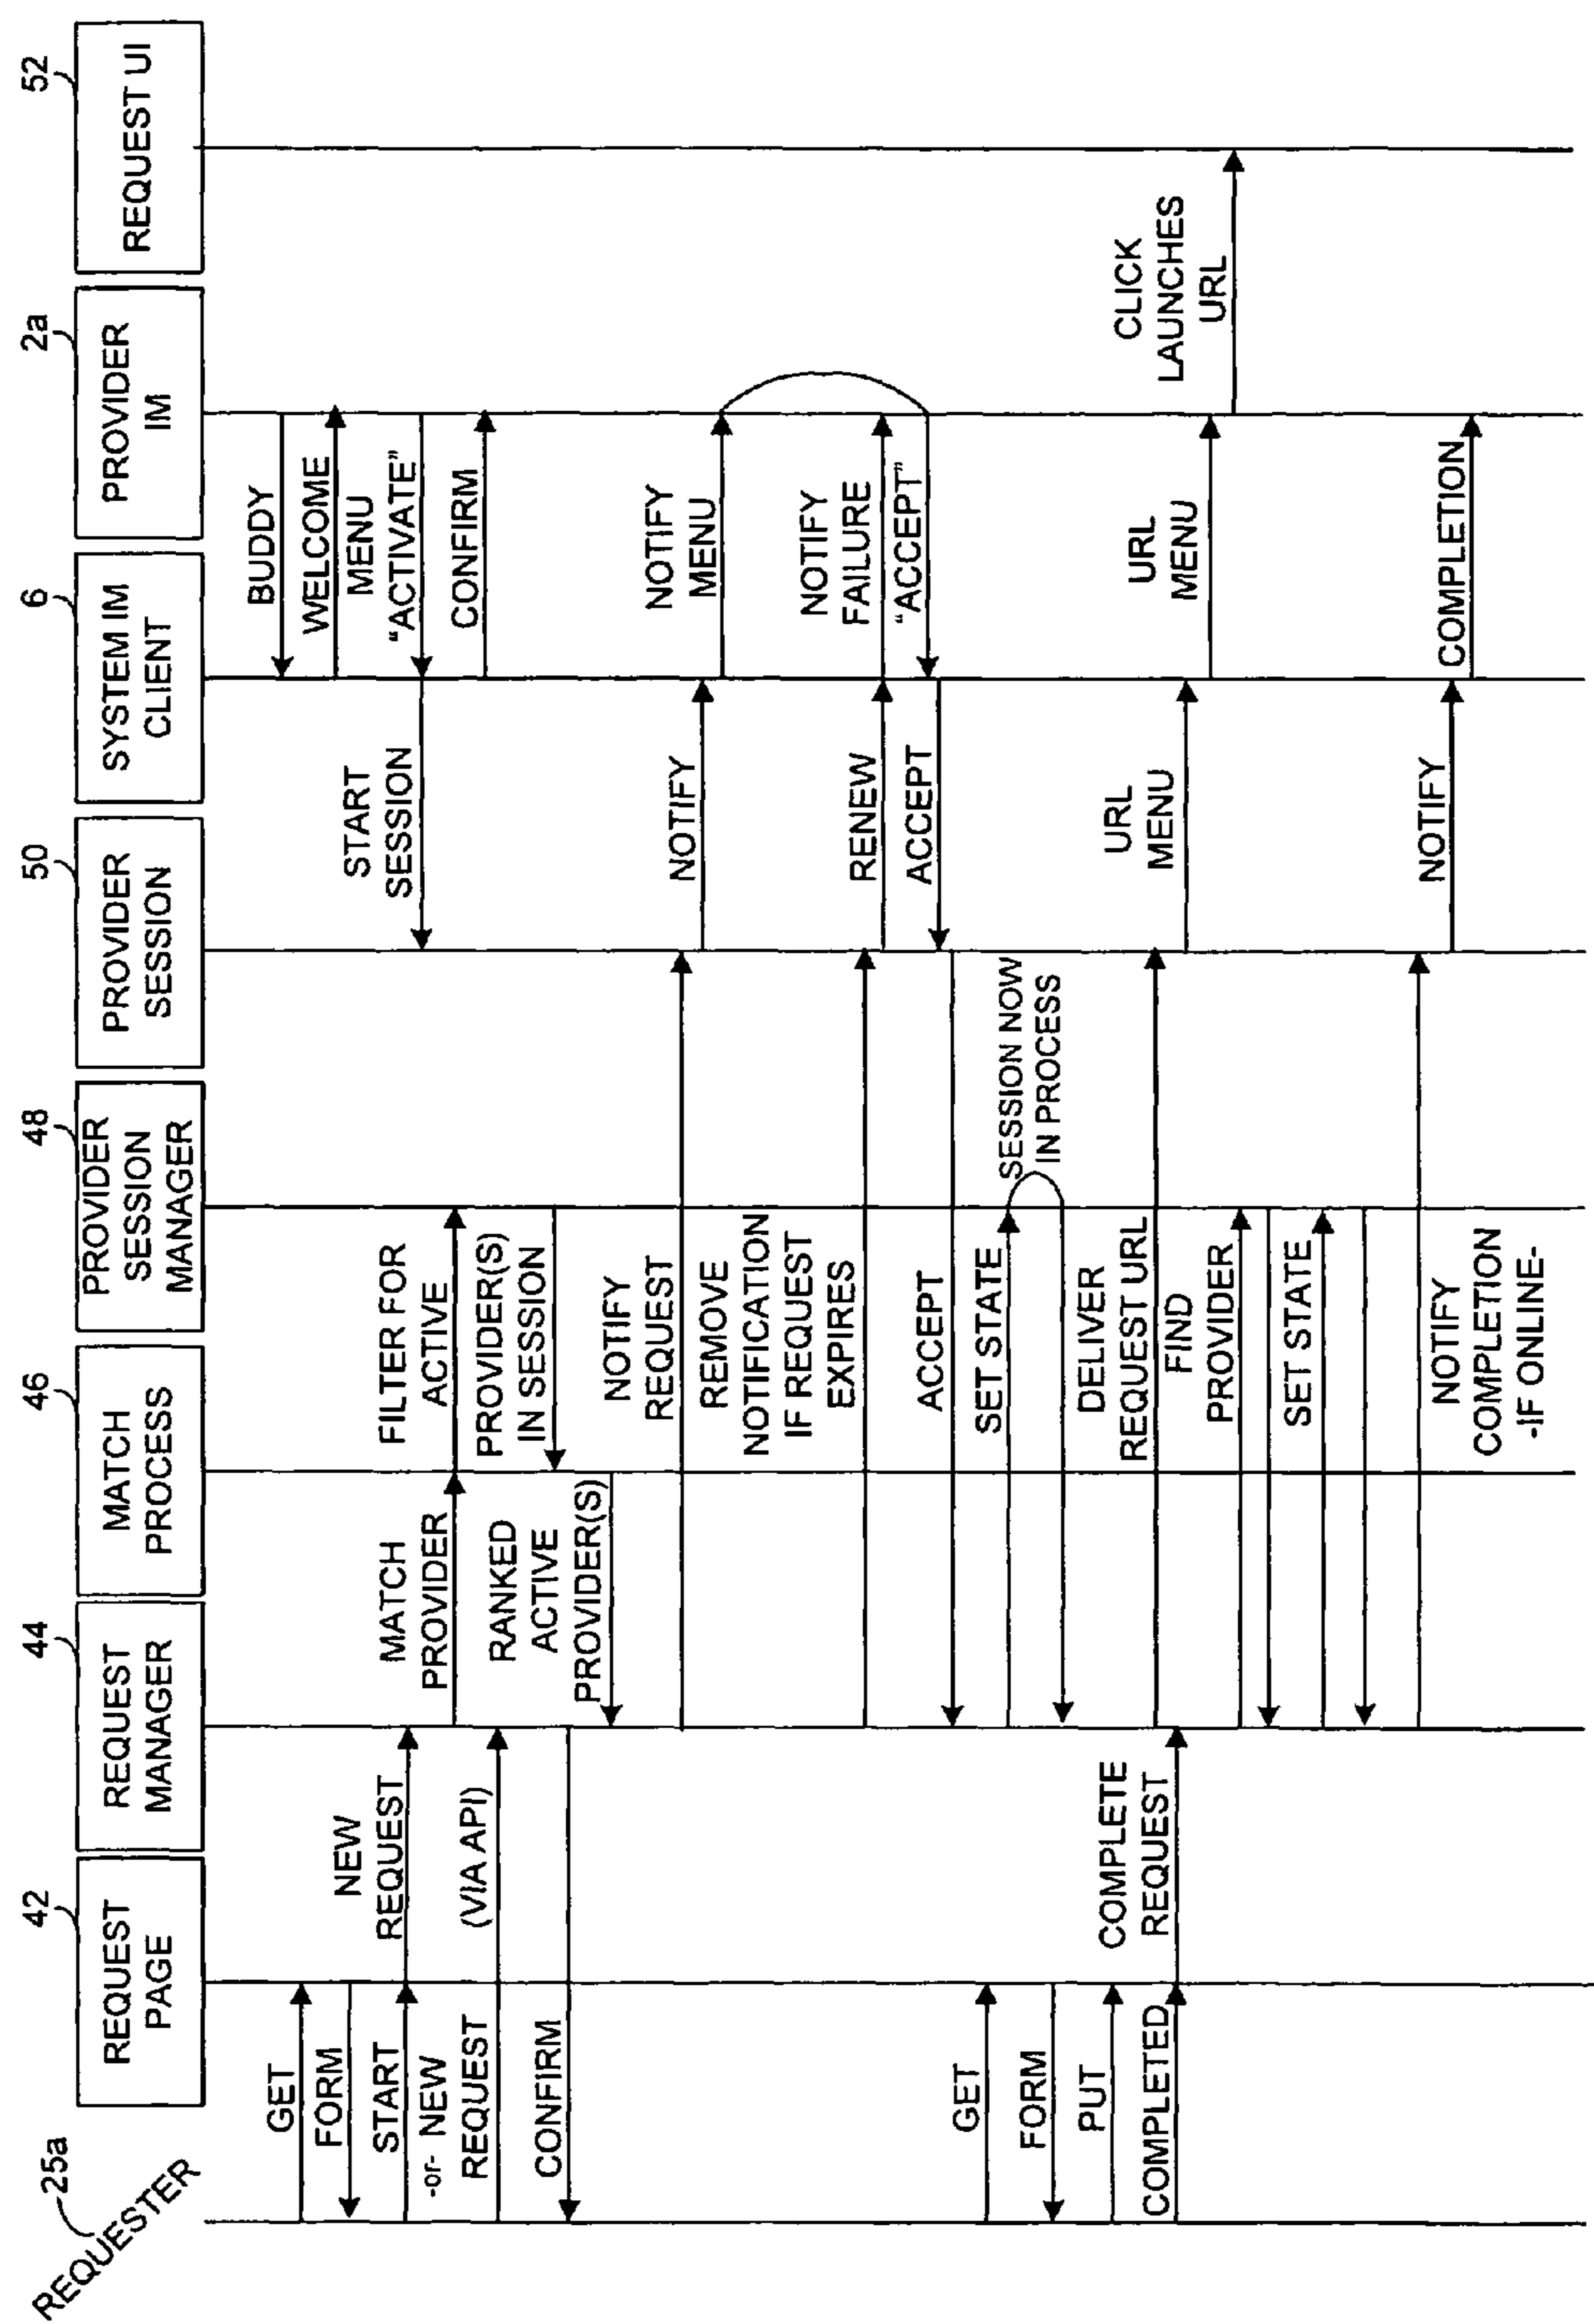 25a
REQUESTER
42
REQUEST
PAGE
44
REQUEST
MANAGER
46
MATCH
PROCESS
48
PROVIDER
SESSION
MANAGER
50
PROVIDER
SESSION
6
SYSTEM IM
CLIENT
2a
PROVIDER
IM
52
REQUEST UI
GET
FORM
START
-or- NEW
REQUEST
CONFIRM
GET
FORM
PUT
COMPLETED
NEW
REQUEST
(VIA API)
COMPLETE
REQUEST
MATCH
PROVIDER
RANKED
ACTIVE
PROVIDER(S)
FILTER FOR
ACTIVE
PROVIDER(S)
IN SESSION
NOTIFY
REQUEST
REMOVE
NOTIFICATION
IF REQUEST
EXPIRES
ACCEPT
SET STATE
SESSION NOW
IN PROCESS
DELIVER
REQUEST URL
FIND
PROVIDER
SET STATE
NOTIFY
COMPLETION
-IF ONLINE-
START
SESSION
NOTIFY
RENEW
ACCEPT
URL
MENU
NOTIFY
BUDDY
WELCOME
MENU
“ACTIVATE”
CONFIRM
NOTIFY
MENU
NOTIFY
FAILURE
“ACCEPT”
URL
MENU
COMPLETION
CLICK
LAUNCHES
URL